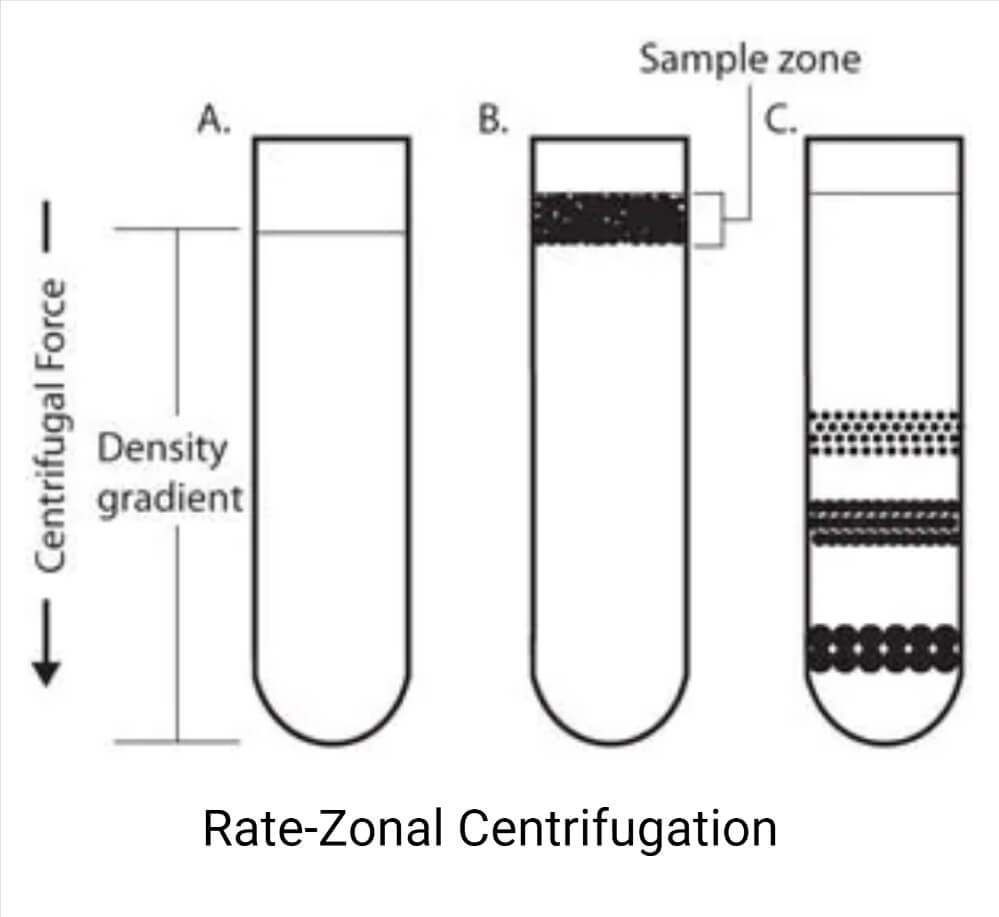 Sample zone
A.
B.
C.
Centrifugal Force
Density
gradient
Rate-Zonal Centrifugation